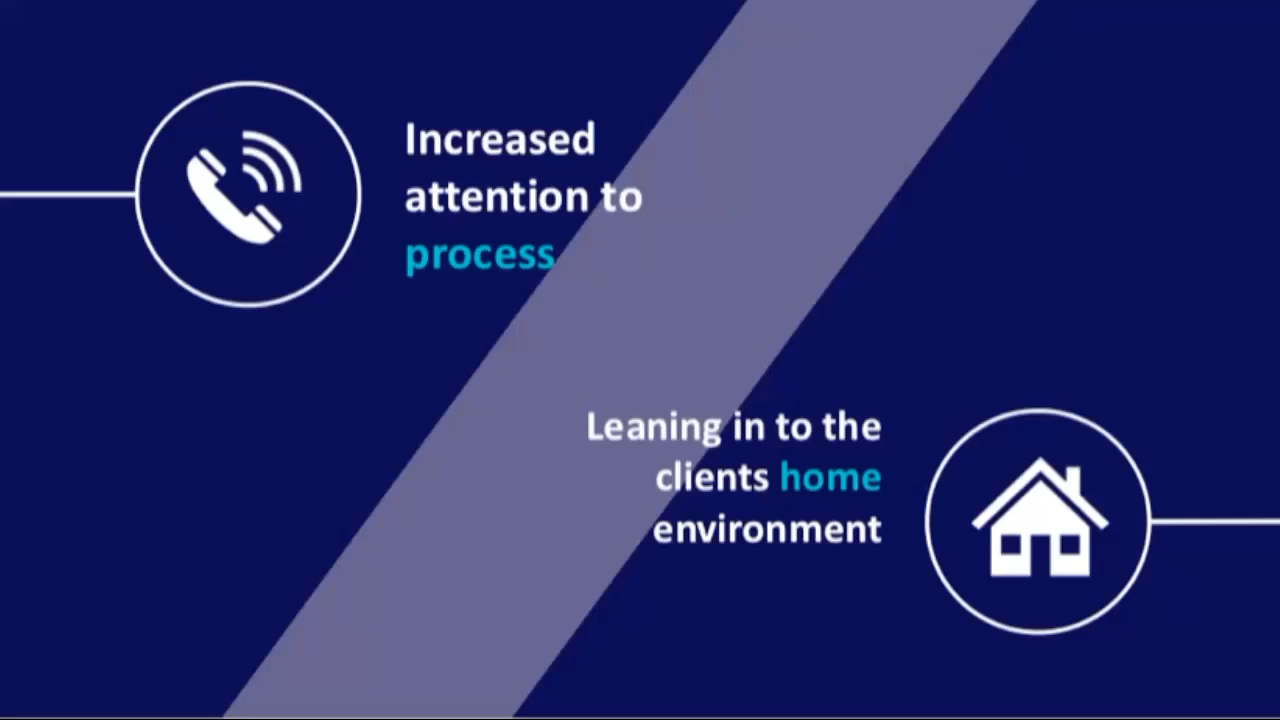 Increased
attention to
process
Leaning in to the
clients home
environment